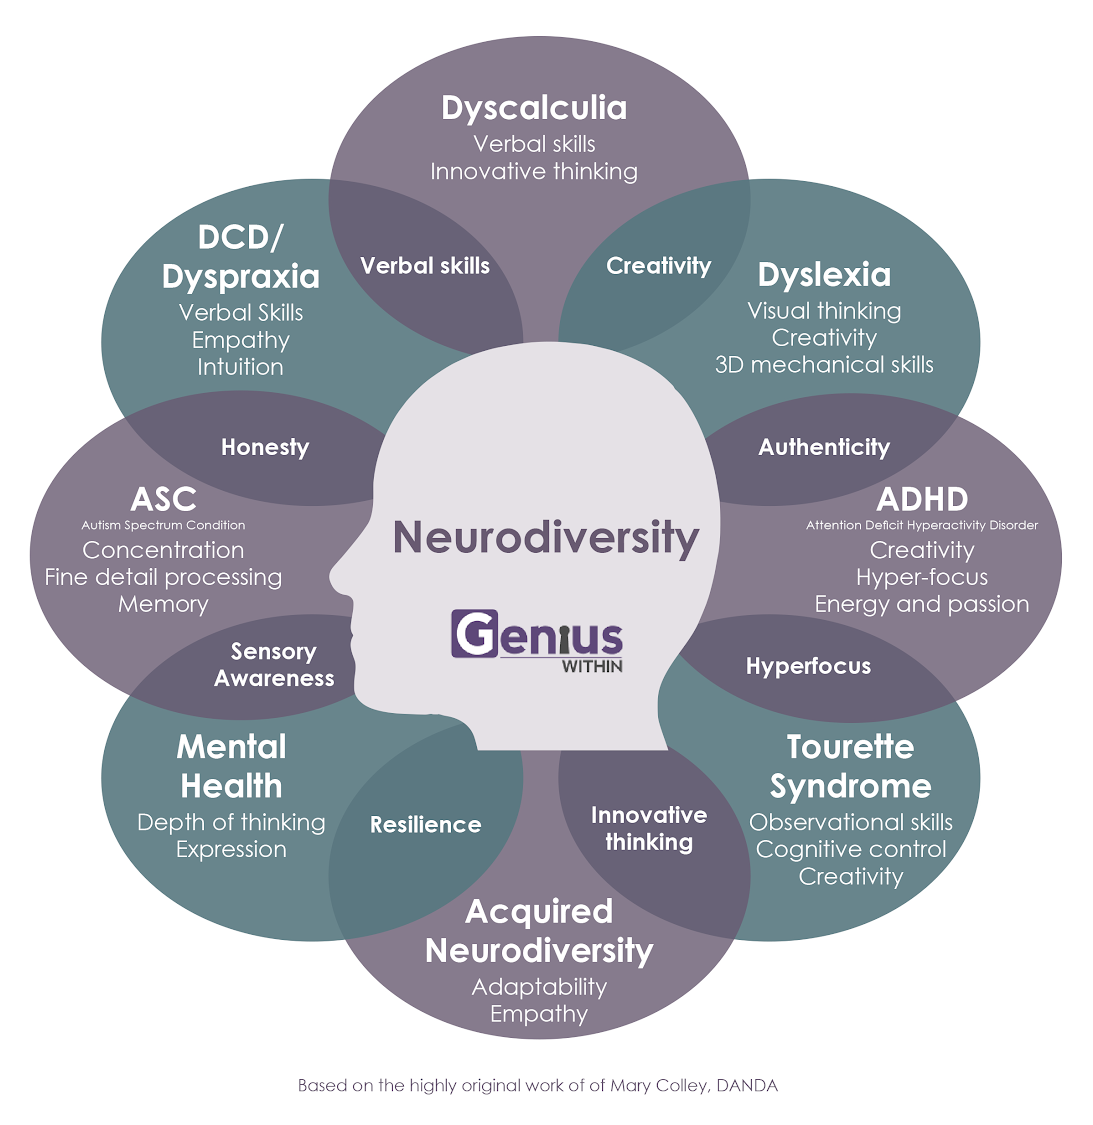 Dyscalculia
Verbal skills
Innovative thinking
DCD/
Dyspraxia
Verbal Skills
Empathy
Intuition
Verbal skills
Creativity
Dyslexia
Visual thinking
Creativity
3D mechanical skills
Honesty
Authenticity
ASC
Autism Spectrum Condition
Concentration
Fine detail processing
Memory
Neurodiversity
Genius
WITHIN
ADHD
Attention Deficit Hyperactivity Disorder
Creativity
Hyper-focus
Energy and passion
Sensory
Awareness
Hyperfocus
Mental
Health
Depth of thinking
Expression
Resilience
Innovative
thinking
Tourette
Syndrome
Observational skills
Cognitive control
Creativity
Acquired
Neurodiversity
Adaptability
Empathy
Based on the highly original work of of Mary Colley, DANDA